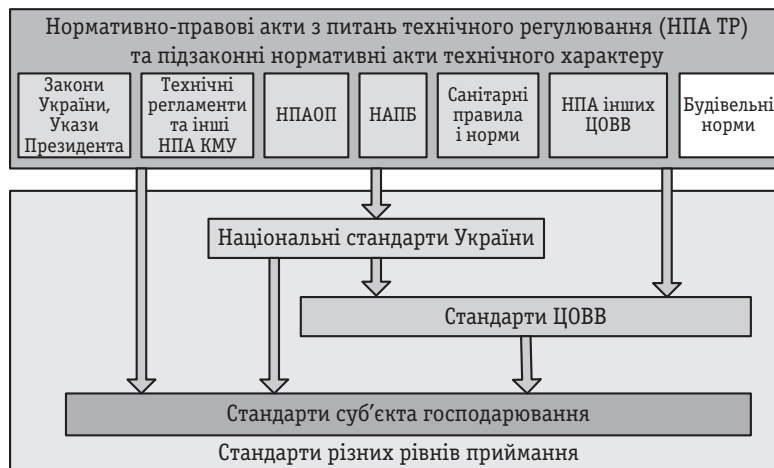 Нормативно-правові акти з питань технічного регулювання (НПА ТР)
та підзаконні нормативні акти технічного характеру
Закони
України,
Укази
Президента
Технічні
регламенти
та інші
НПА КМУ
НПАОП
НАПБ
Санітарні
правила
і норми
НПА інших
ЦОВВ
Будівельні
норми
Національні стандарти України
Стандарти ЦОВВ
Стандарти суб’єкта господарювання
Стандарти різних рівнів приймання